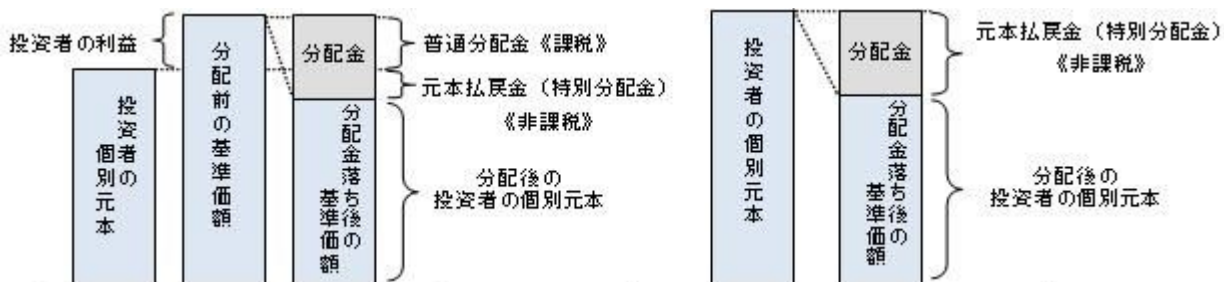 投資者の利益
投資者の
個別元本
分配前の基準価額
分配金
分配金落ち後の
基準価額
普通分配金《課税》
元本払戻金（特別分配金）
《非課税》
分配後の
投資者の個別元本
投資者の個別元本
分配金
分配金落ち後の
基準価額
元本払戻金（特別分配金）
《非課税》
分配後の
投資者の個別元本